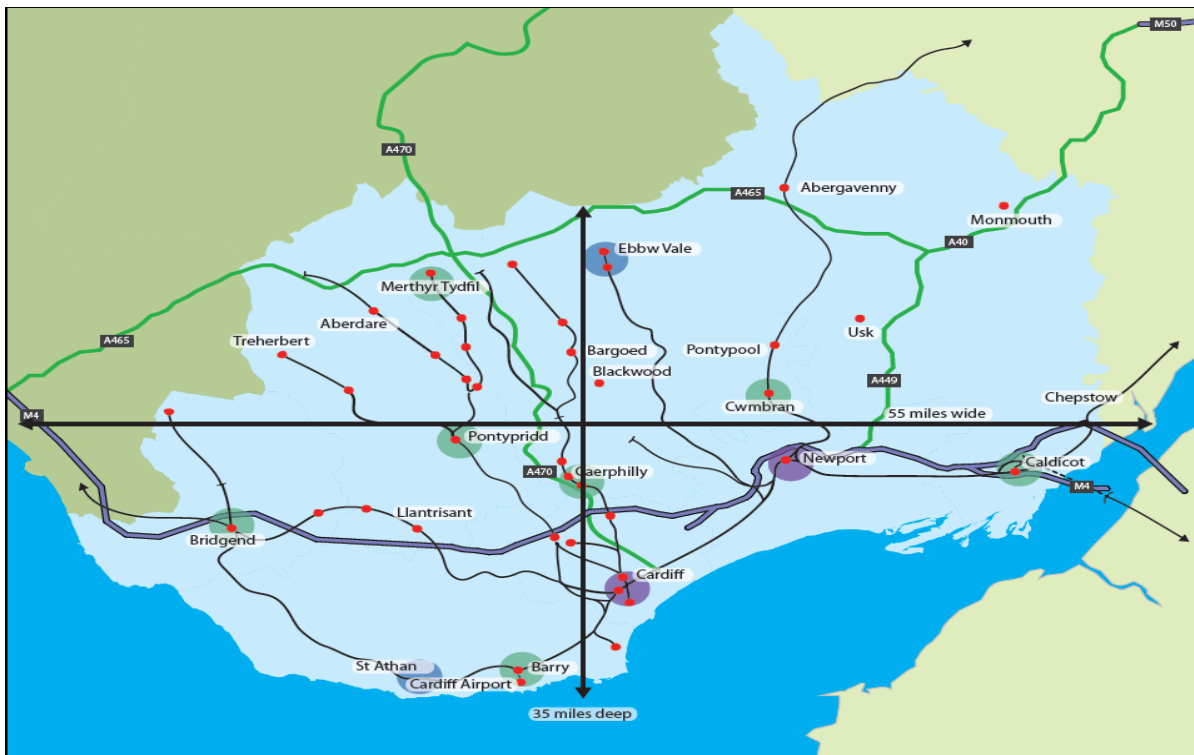 M50
A470
Abergavenny
A465
Monmouth
A40
Ebbw Vale
Merthyr Tydfil
Aberdare
Usk
Treherbert
A465
Bargoed
Pontypool
Blackwood
A449
Chepstow
M4
Cwmbran
55 miles wide
Pontypridd
Newport
Caerphilly
A470
Caldicot
M4
Llantrisant
Bridgend
Cardiff
St Athan
Barry
Cardiff Airport
35 miles deep